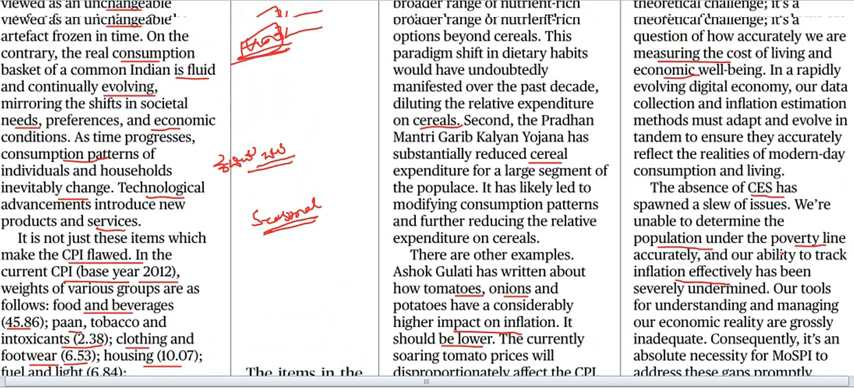 viewed as an unchangeable
viewed as an unchangeable
artefact frozen in time. On the
contrary, the real consumption
basket of a common Indian is fluid
and continually evolving,
mirroring the shifts in societal
needs, preferences, and economic
conditions. As time progresses,
consumption patterns of
individuals and households
inevitably change. Technological
advancements introduce new
products and services.
It is not just these items which
make the CPI flawed. In the
current CPI (base year 2012),
weights of various groups are as
follows: food and beverages
(45.86); paan, tobacco and
intoxicants (2.38); clothing and
footwear (6.53); housing (10.07);
fuel and light (6.84);
Seasonal
The items in the
broader range of nutrient-rich
broader range of nutrient-rich
options beyond cereals. This
paradigm shift in dietary habits
would have undoubtedly
manifested over the past decade,
diluting the relative expenditure
on cereals. Second, the Pradhan
Mantri Garib Kalyan Yojana has
substantially reduced cereal
expenditure for a large segment of
the populace. It has likely led to
modifying consumption patterns
and further reducing the relative
expenditure on cereals.
There are other examples.
Ashok Gulati has written about
how tomatoes, onions and
potatoes have a considerably
higher impact on inflation. It
should be lower. The currently
soaring tomato prices will
disproportionately affect the CPI
theoretical challenge; it's a
theoretical challenge; it's a
question of how accurately we are
measuring the cost of living and
economic well-being. In a rapidly
evolving digital economy, our data
collection and inflation estimation
methods must adapt and evolve in
tandem to ensure they accurately
reflect the realities of modern-day
consumption and living.
The absence of CES has
spawned a slew of issues. We're
unable to determine the
population under the poverty line
accurately, and our ability to track
inflation effectively has been
severely undermined. Our tools
for understanding and managing
our economic reality are grossly
inadequate. Consequently, it's an
absolute necessity for MoSPI to
address these gaps promptly.